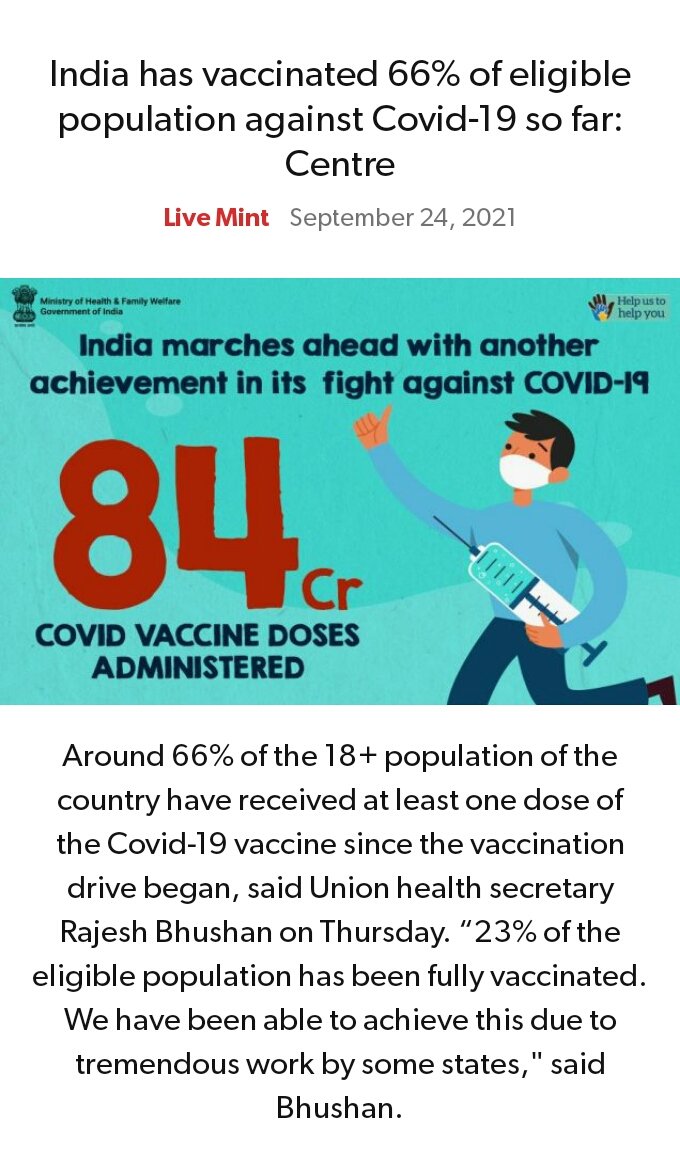 India has vaccinated 66% of eligible
population against Covid-19 so far:
Centre
Live Mint September 24, 2021
Ministry of Health & Family Welfare
Government of India
Help us to
help you
India marches ahead with another
achievement in its fight against COVID-19
84 Cr
COVID VACCINE DOSES
ADMINISTERED
Around 66% of the 18+ population of the
country have received at least one dose of
the Covid-19 vaccine since the vaccination
drive began, said Union health secretary
Rajesh Bhushan on Thursday. “23% of the
eligible population has been fully vaccinated.
We have been able to achieve this due to
tremendous work by some states," said
Bhushan.